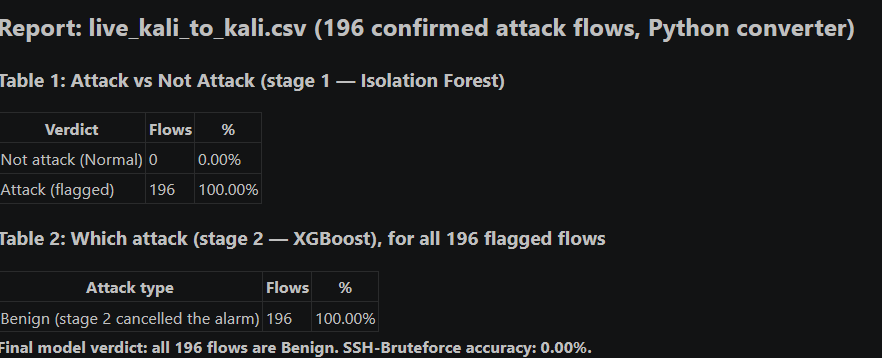 Report: live_kali_to_kali.csv (196 confirmed attack flows, Python converter)
Table 1: Attack vs Not Attack (stage 1 — Isolation Forest)
Verdict Flows %
Not attack (Normal) 0 0.00%
Attack (flagged) 196 100.00%
Table 2: Which attack (stage 2 — XGBoost), for all 196 flagged flows
Attack type Flows %
Benign (stage 2 cancelled the alarm) 196 100.00%
Final model verdict: all 196 flows are Benign. SSH-Bruteforce accuracy: 0.00%.